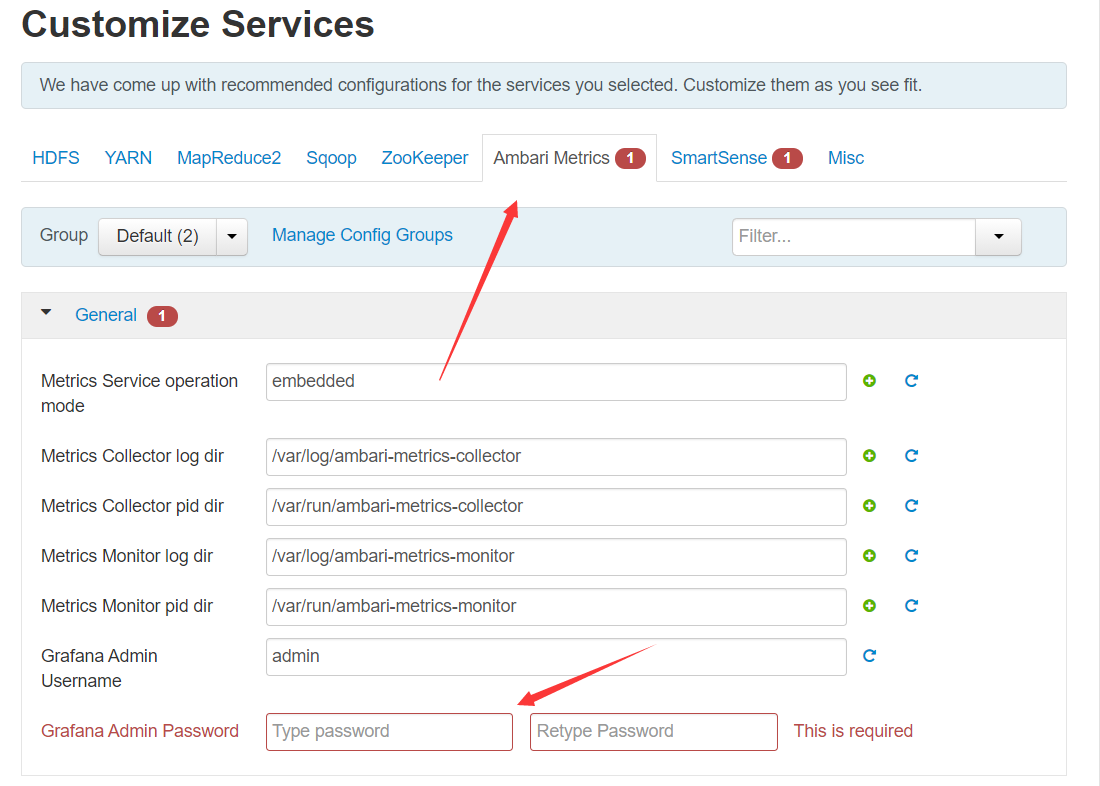 Customize Services
We have come up with recommended configurations for the services you selected. Customize them as you see fit.
HDFS YARN MapReduce2 Sqoop ZooKeeper Ambari Metrics 1 SmartSense 1 Misc
Group Default (2) Manage Config Groups Filter...
General 1
Metrics Service operation
mode
embedded
Metrics Collector log dir /var/log/ambari-metrics-collector
Metrics Collector pid dir /var/run/ambari-metrics-collector
Metrics Monitor log dir /var/log/ambari-metrics-monitor
Metrics Monitor pid dir /var/run/ambari-metrics-monitor
Grafana Admin
Username
admin
Grafana Admin Password Type password Retype Password This is required